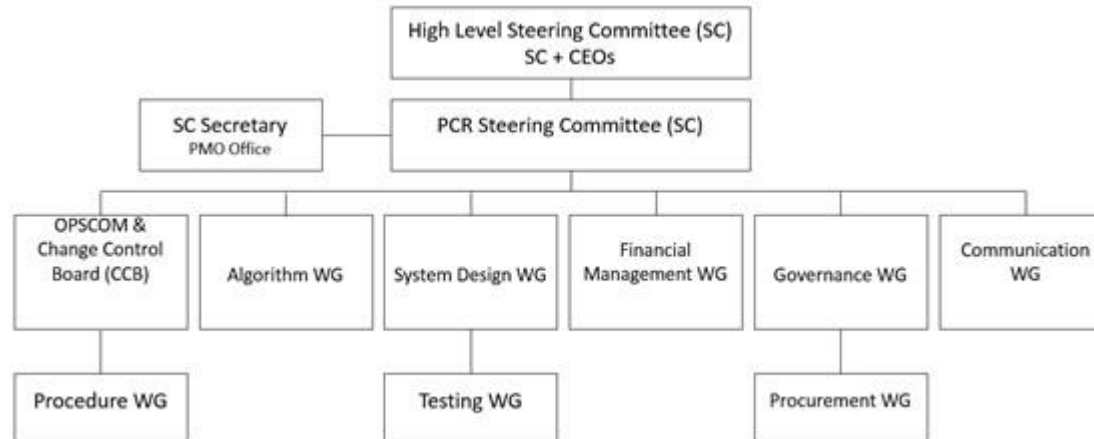 High Level Steering Committee (SC)
SC + CEOs
SC Secretary
PMO Office
PCR Steering Committee (SC)
OPSCOM &
Change Control
Board (CCB)
Algorithm WG
System Design WG
Financial
Management WG
Governance WG
Communication
WG
Procedure WG
Testing WG
Procurement WG